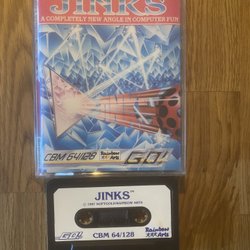 JINKS
A COMPLETELY NEW ANGLE IN COMPUTER FUN
CBM 64/128
Rainbow
Arts
GO!
JINKS™
GO!
CBM 64/128
Rainbow
Arts